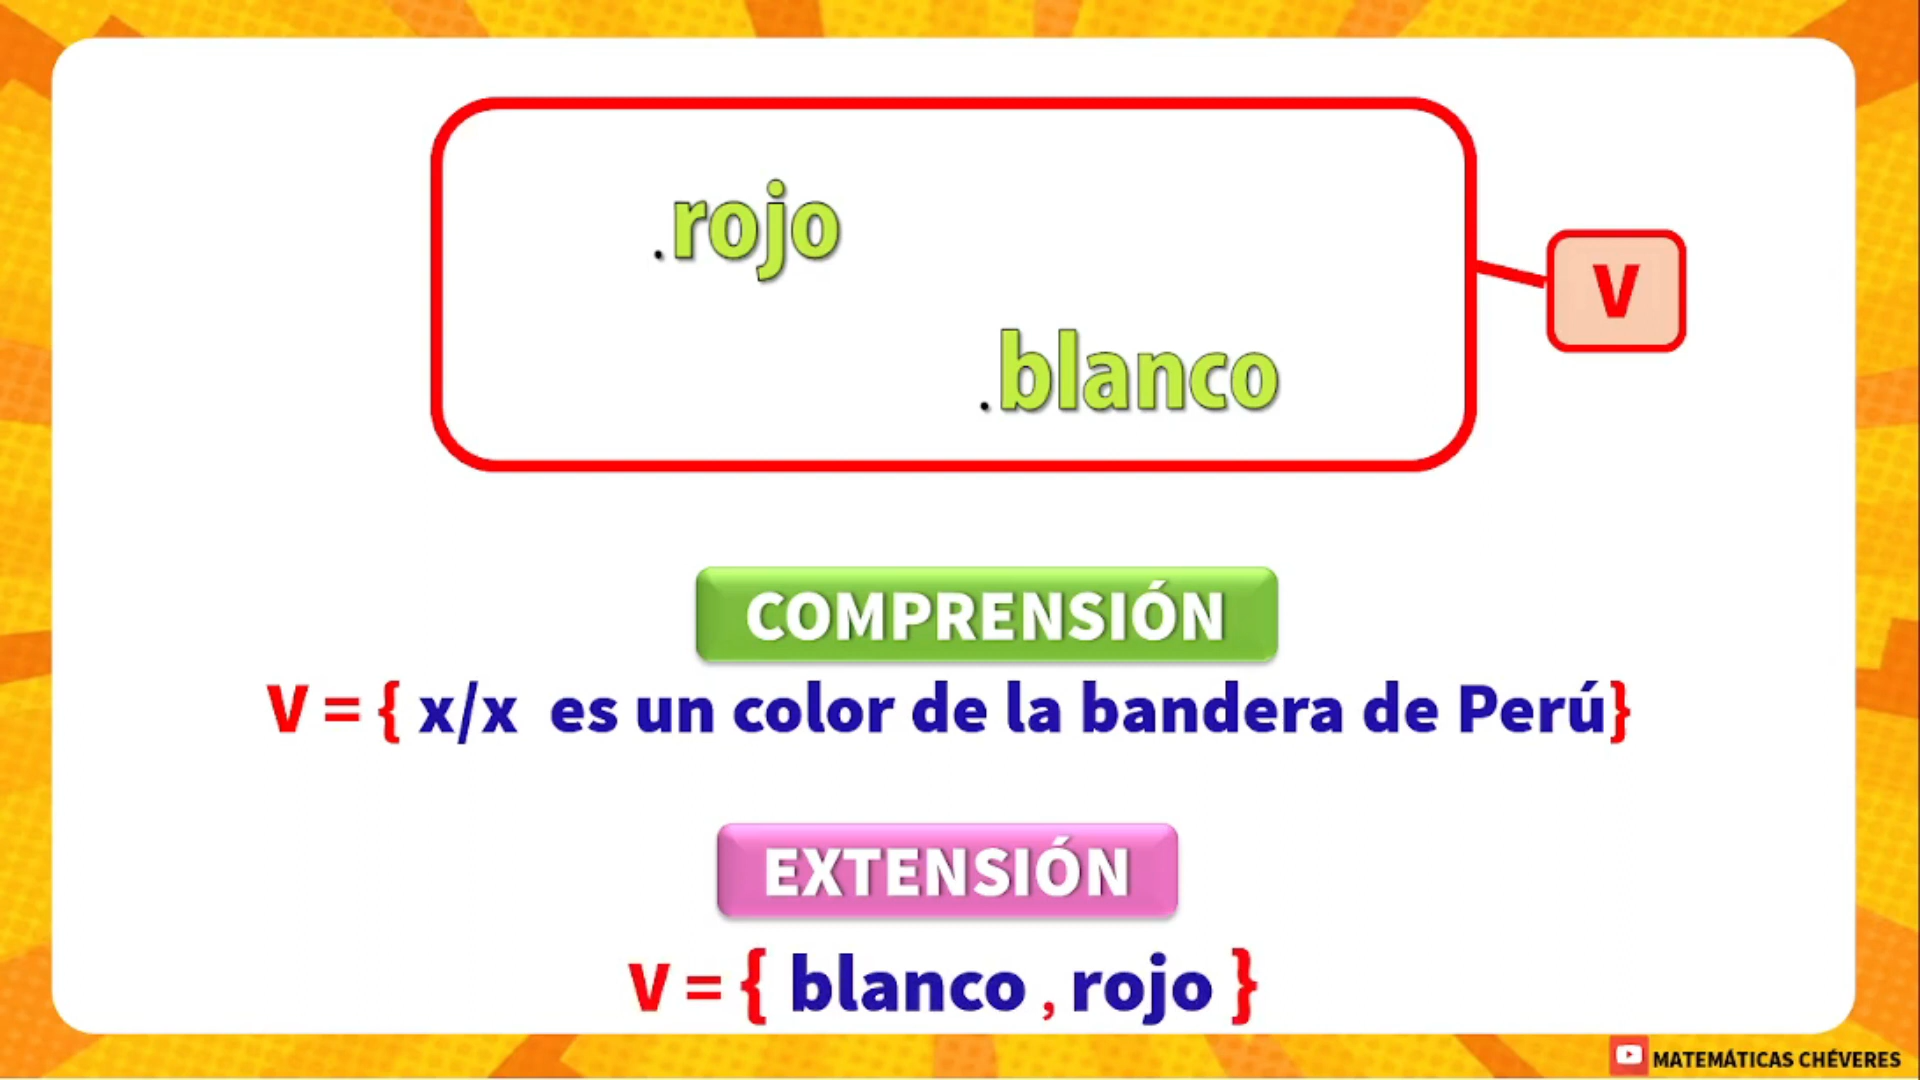 .rojo
V
.blanco
COMPRENSIÓN
V = { x/x es un color de la bandera de Perú}
EXTENSIÓN
V = { blanco , rojo }
MATEMÁTICAS CHÉVERES